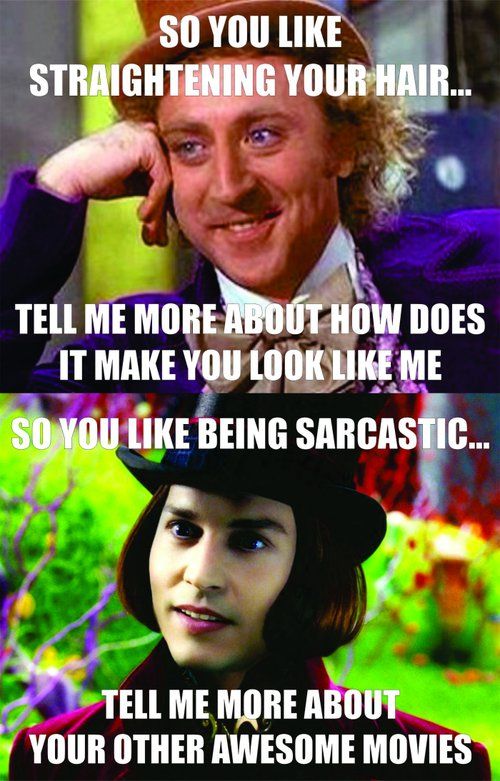 SO YOU LIKE
STRAIGHTENING YOUR HAIR...
TELL ME MORE ABOUT HOW DOES
IT MAKE YOU LOOK LIKE ME
SO YOU LIKE BEING SARCASTIC...
TELL ME MORE ABOUT
YOUR OTHER AWESOME MOVIES